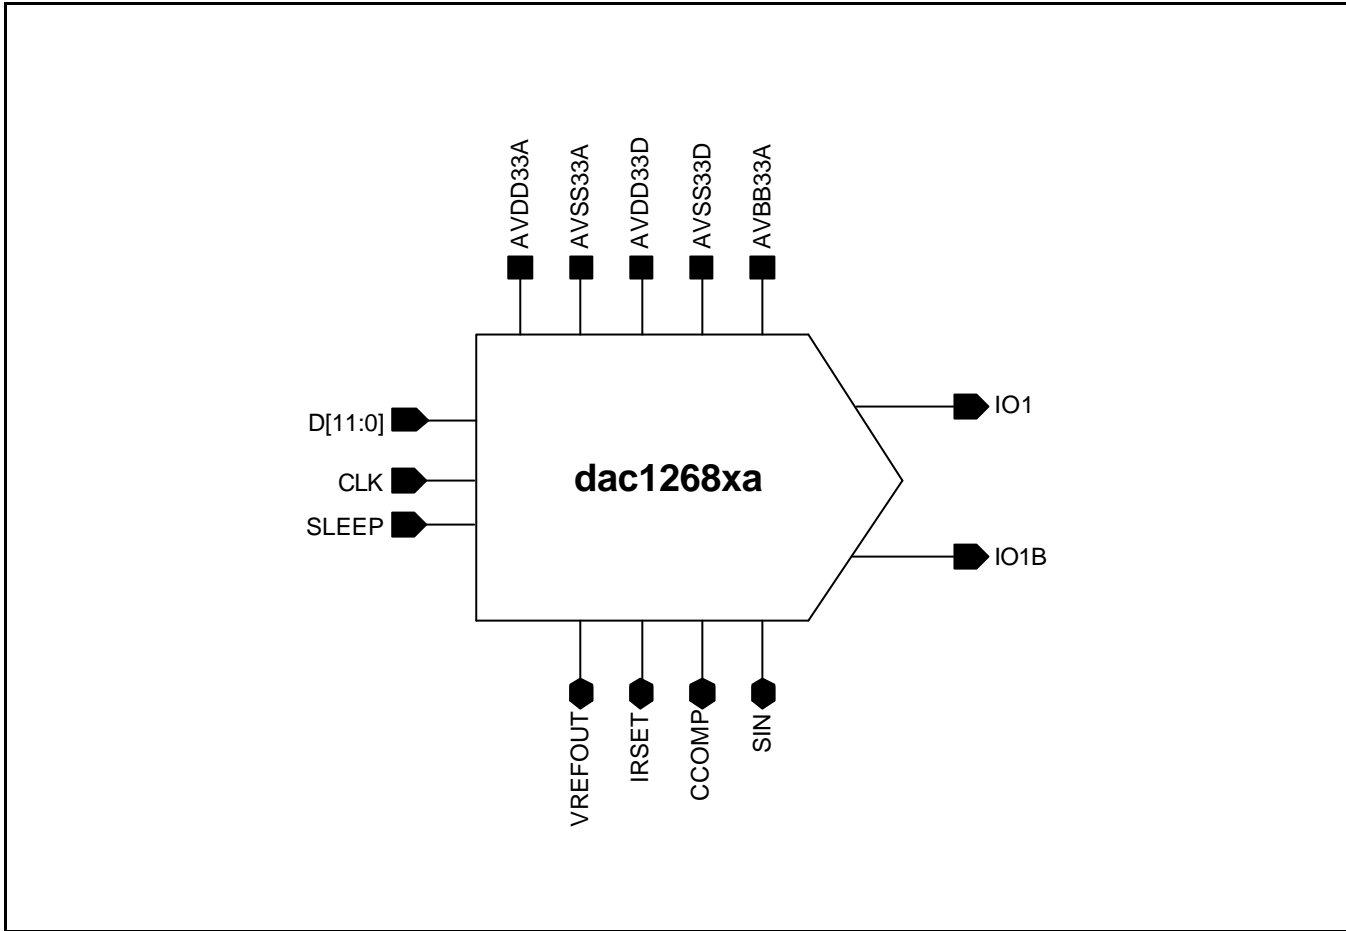 AVDD33A
AVSS33A
AVDD33D
AVSS33D
AVBB33A
D[11:0]
CLK
SLEEP
dac1268xa
IO1
IO1B
VREFOUT
IRSET
CCOMP
SIN